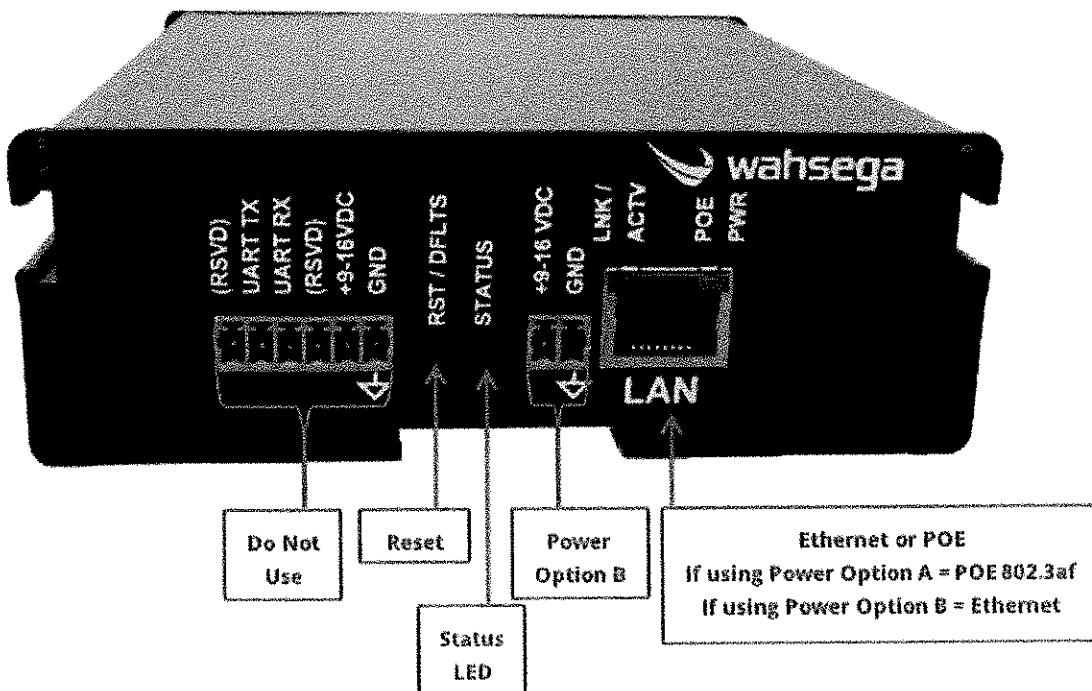 wahsega
(RSVD)
UART TX
UART RX
(RSVD)
+9-16VDC
GND
RST / DFLTS
STATUS
+9-16 VDC
GND
LNK /
ACTV
POE
PWR
LAN
Do Not
Use
Reset
Status
LED
Power
Option B
Ethernet or POE
If using Power Option A = POE 802.3af
If using Power Option B = Ethernet